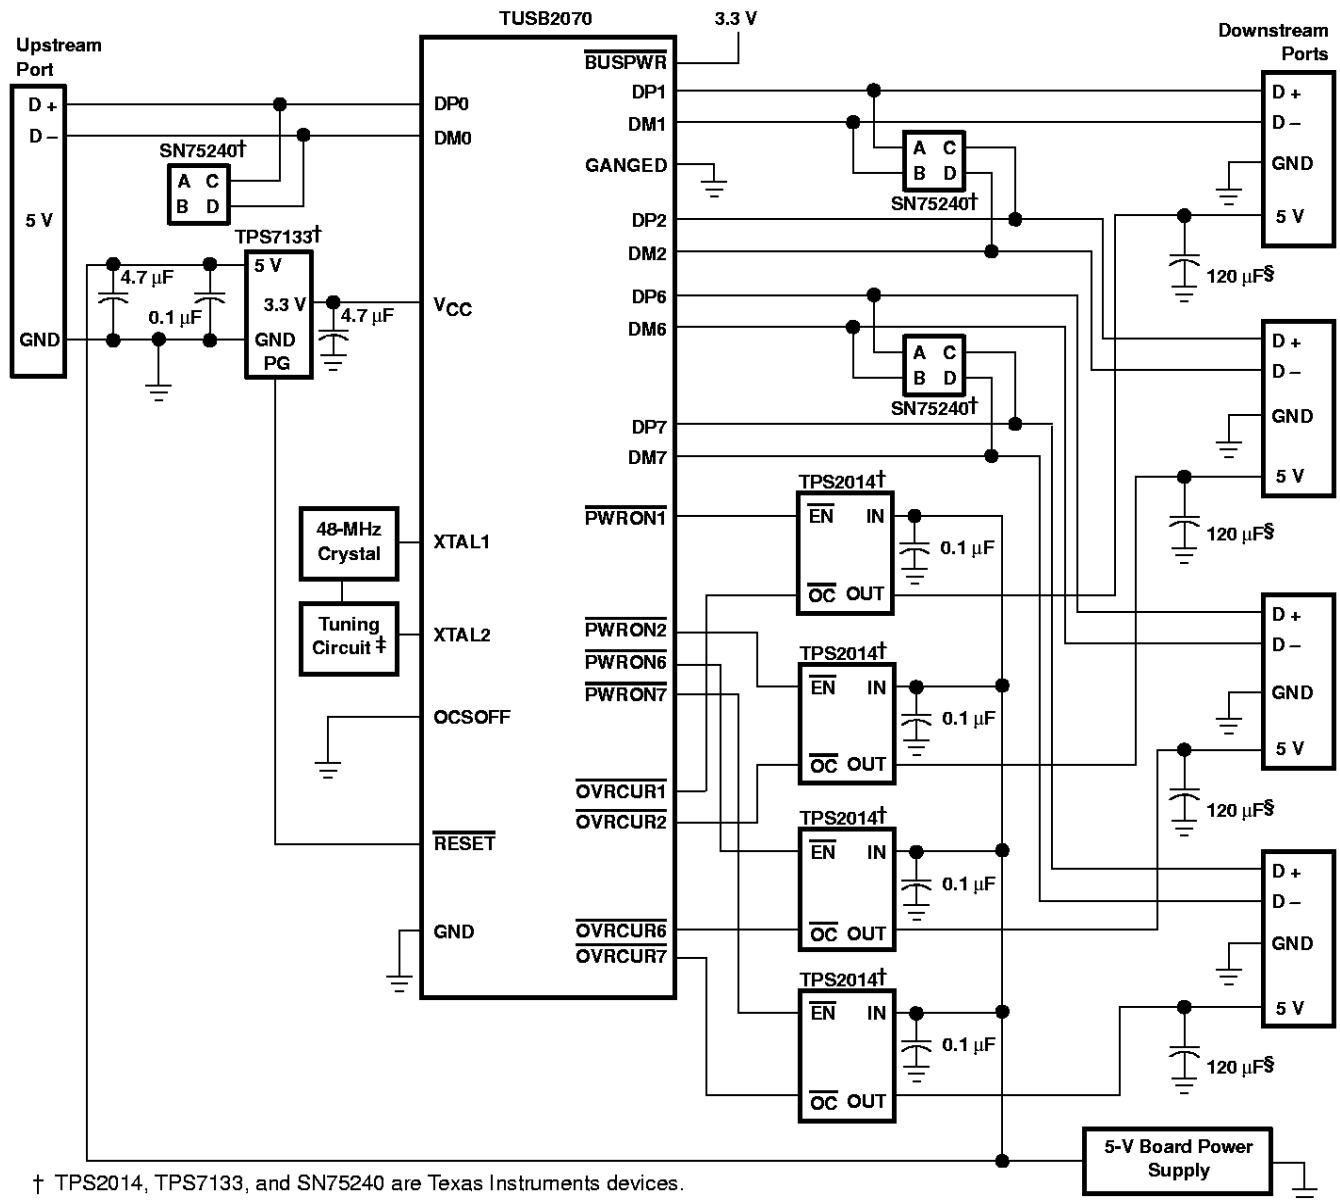 TUSB2070
3.3 V
Upstream
Port
Downstream
Ports
D +
D –
5 V
GND
SN75240†
A C
B D
TPS7133†
5 V
3.3 V
GND
PG
4.7 µF
0.1 µF
4.7 µF
48-MHz
Crystal
Tuning
Circuit ‡
DP0
DM0
VCC
XTAL1
XTAL2
OCSOFF
RESET
GND
BUSPWR
DP1
DM1
GANGED
DP2
DM2
DP6
DM6
DP7
DM7
PWRON1
PWRON2
PWRON6
PWRON7
OVRCUR1
OVRCUR2
OVRCUR6
OVRCUR7
A C
B D
SN75240†
A C
B D
SN75240†
TPS2014†
EN IN
OC OUT
0.1 µF
TPS2014†
EN IN
OC OUT
0.1 µF
TPS2014†
EN IN
OC OUT
0.1 µF
TPS2014†
EN IN
OC OUT
0.1 µF
D +
D –
GND
5 V
120 µF§
D +
D –
GND
5 V
120 µF§
D +
D –
GND
5 V
120 µF§
D +
D –
GND
5 V
120 µF§
5-V Board Power
Supply
† TPS2014, TPS7133, and SN75240 are Texas Instruments devices.